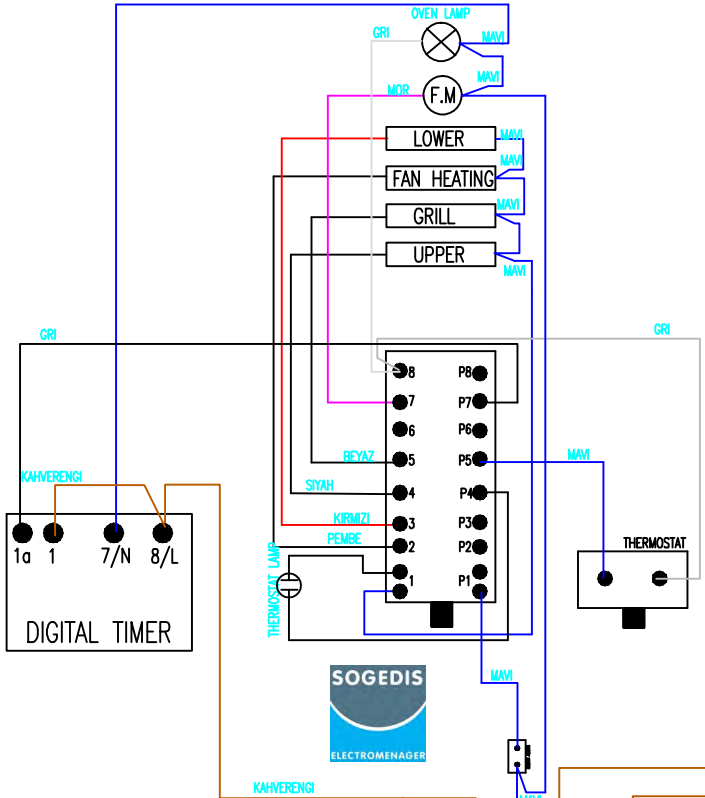 OVEN LAMP
GRI
MAVI
MAVI
MOR
F.M
LOWER
MAVI
MAVI
FAN HEATING
MAVI
GRILL
UPPER
MAVI
GRI
GRI
8
P8
7
P7
6
P6
BEYAZ
5
P5
MAVI
KAHVERENGI
SIYAH
4
P4
KIRMIZI
3
P3
PEMBE
2
P2
THERMOSTAT
1a
1
7/N
8/L
THERMOSTAT LAMP
1
P1
DIGITAL TIMER
SOGEDIS
ELECTROMENAGER
MAVI
KAHVERENGI